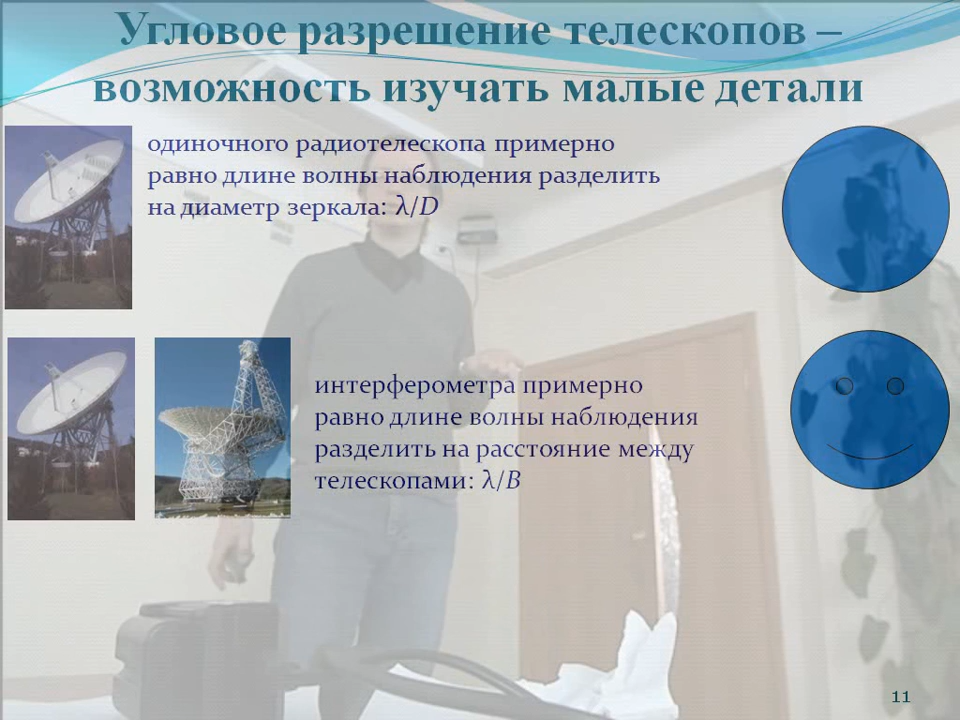 Угловое разрешение телескопов –
возможность изучать малые детали
одиночного радиотелескопа примерно
равно длине волны наблюдения разделить
на диаметр зеркала: λ/D
интерферометра примерно
равно длине волны наблюдения
разделить на расстояние между
телескопами: λ/B
11